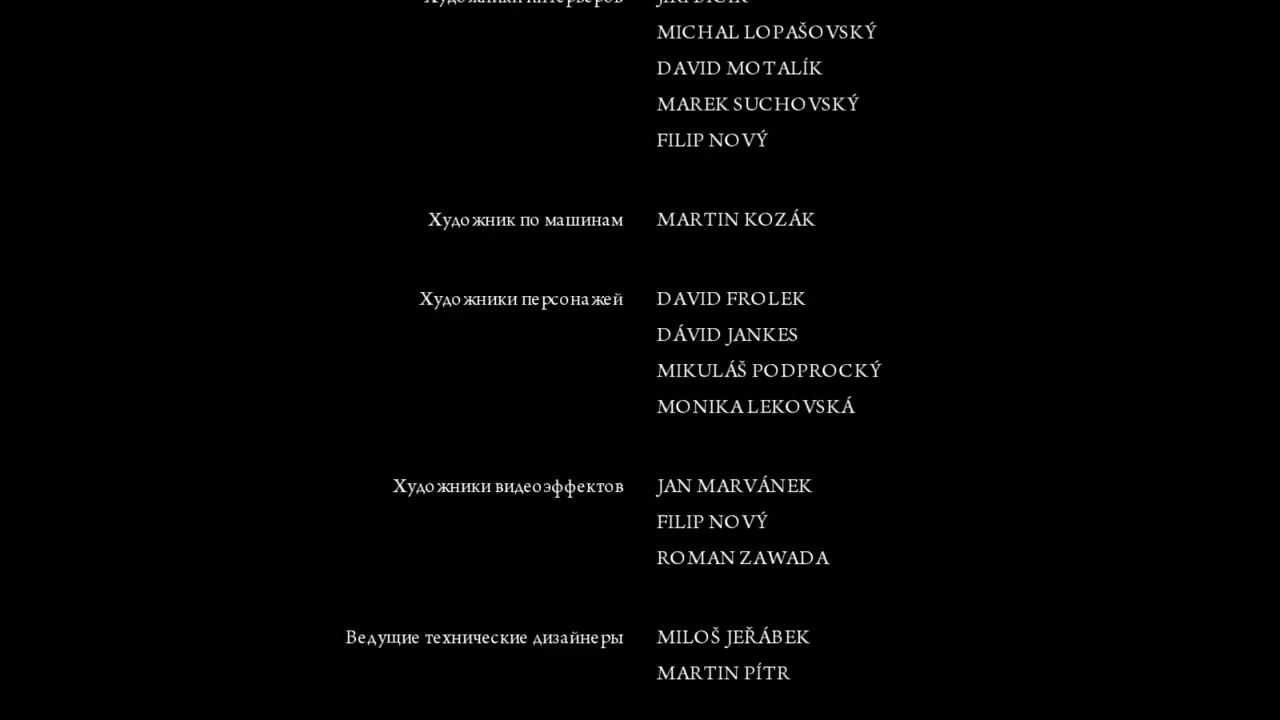 Художники интерьеров
MICHAL LOPAŠOVSKÝ
DAVID MOTALÍK
MAREK SUCHOVSKÝ
FILIP NOVÝ
Художник по машинам MARTIN KOZÁK
Художники персонажей DAVID FROLEK
DÁVID JANKES
MIKULÁŠ PODPROCKÝ
MONIKA LEKOVSKÁ
Художники видеоэффектов JAN MARVÁNEK
FILIP NOVÝ
ROMAN ZAWADA
Ведущие технические дизайнеры MILOŠ JEŘÁBEK
MARTIN PÍTR